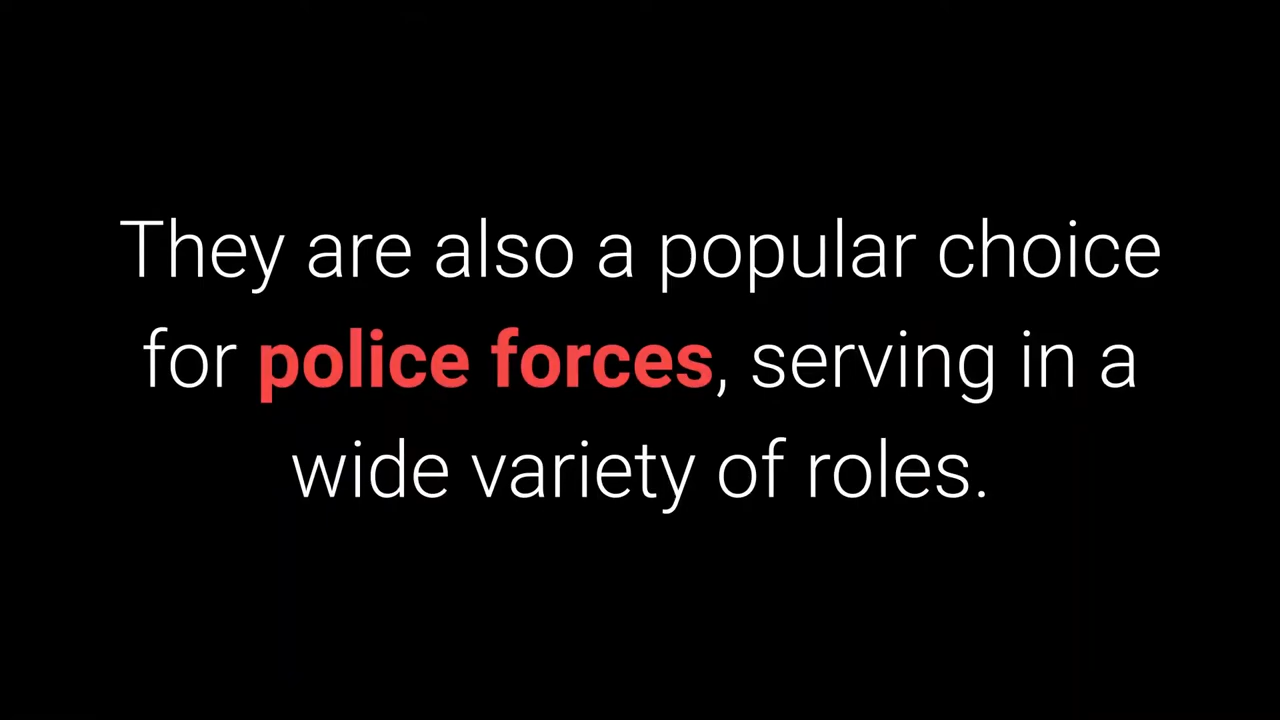 They are also a popular choice
for police forces, serving in a
wide variety of roles.